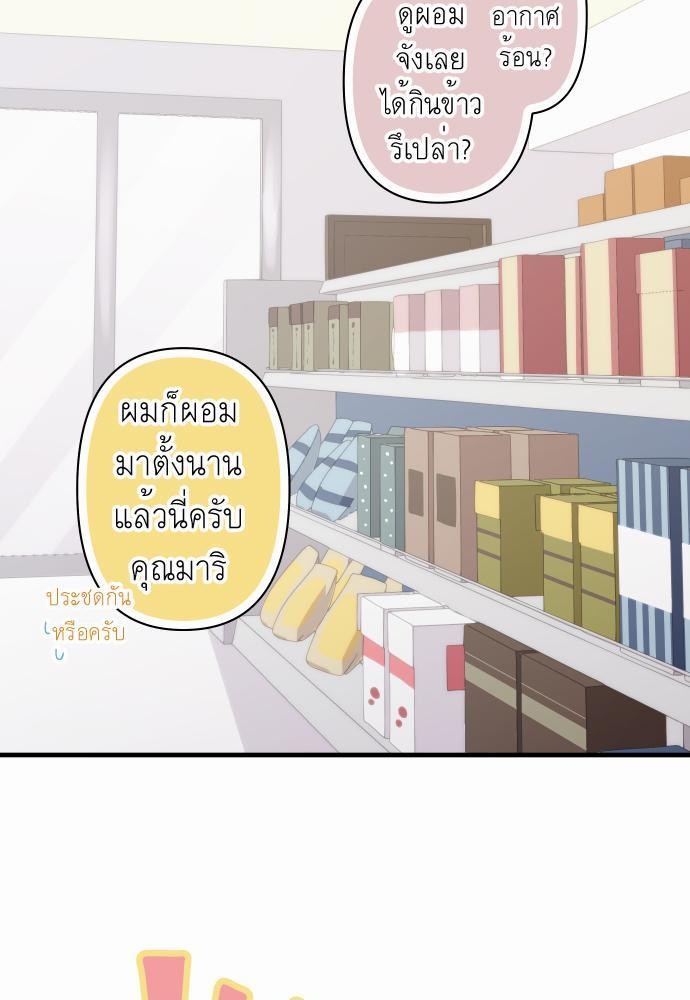 อากาศ
ร้อน?
ดูผอม
จังเลย
ได้กินข้าว
รึเปล่า?
ผมก็ผอม
มาตั้งนาน
แล้วนี่ครับ
คุณมาริ
ประชดกัน
หรือครับ